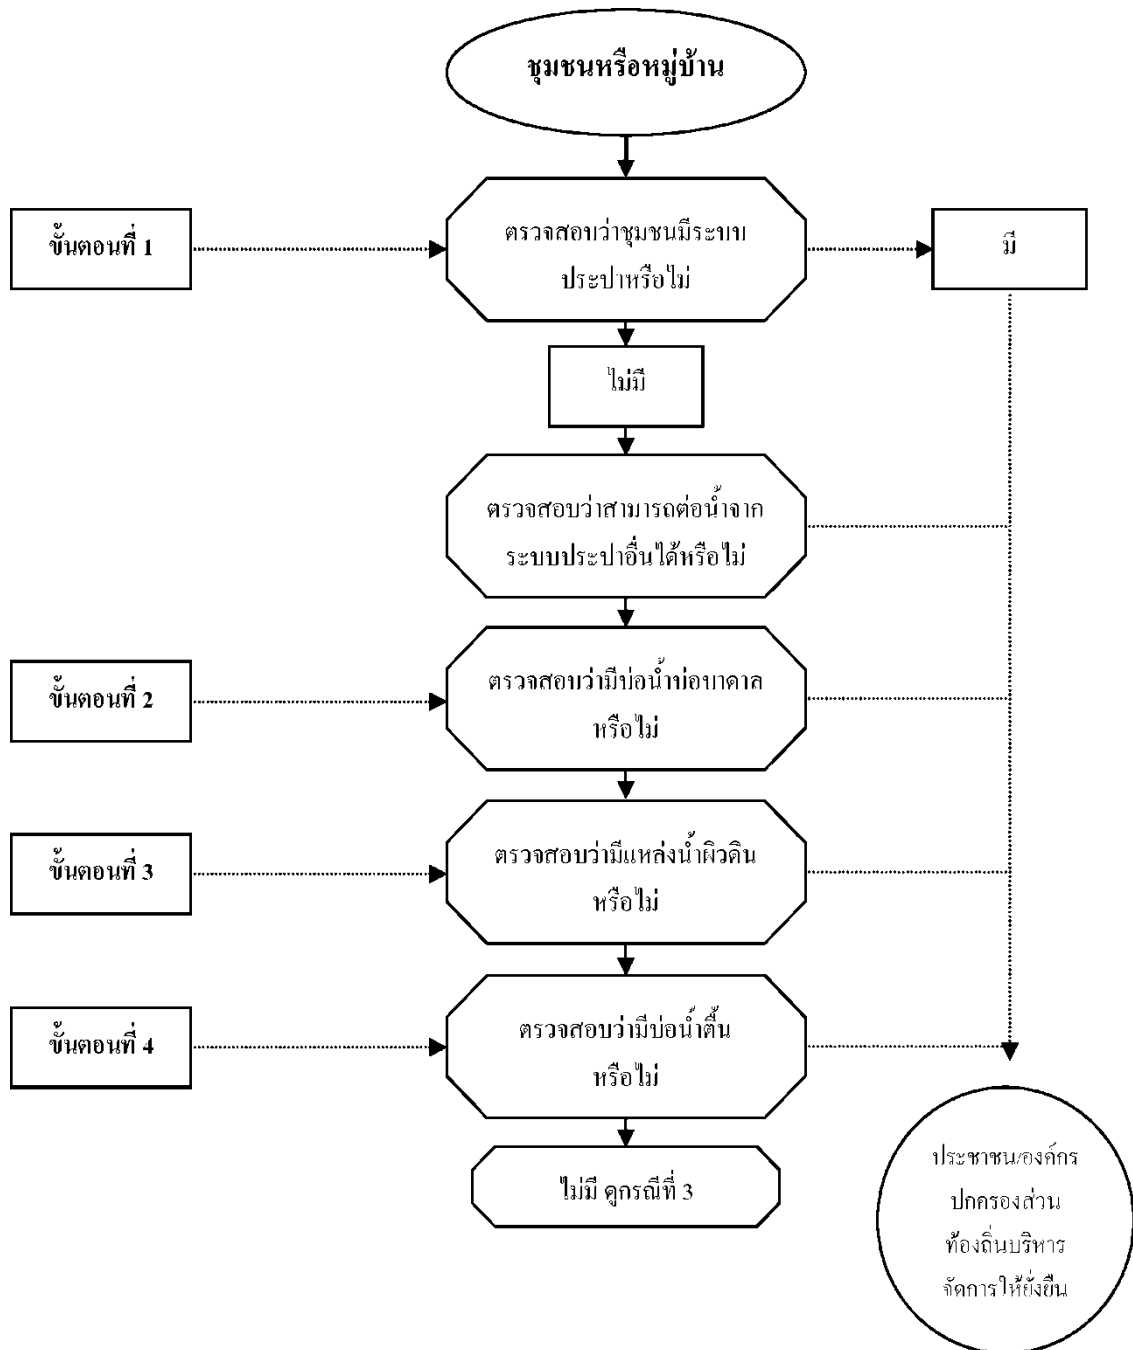 ชุมชนหรือหมู่บ้าน
ขั้นตอนที่ 1
ตรวจสอบว่าชุมชนมีระบบ
ประปาหรือไม่
มี
ไม่มี
ตรวจสอบว่าสามารถต่อน้ำจาก
ระบบประปาอื่นได้หรือไม่
ขั้นตอนที่ 2
ตรวจสอบว่ามีบ่อน้ำบ่อบาดาล
หรือไม่
ขั้นตอนที่ 3
ตรวจสอบว่ามีแหล่งน้ำผิวดิน
หรือไม่
ขั้นตอนที่ 4
ตรวจสอบว่ามีบ่อน้ำตื้น
หรือไม่
ไม่มี ดูกรณีที่ 3
ประชาชน/องค์กร
ปกครองส่วน
ท้องถิ่นบริหาร
จัดการให้ยั่งยืน